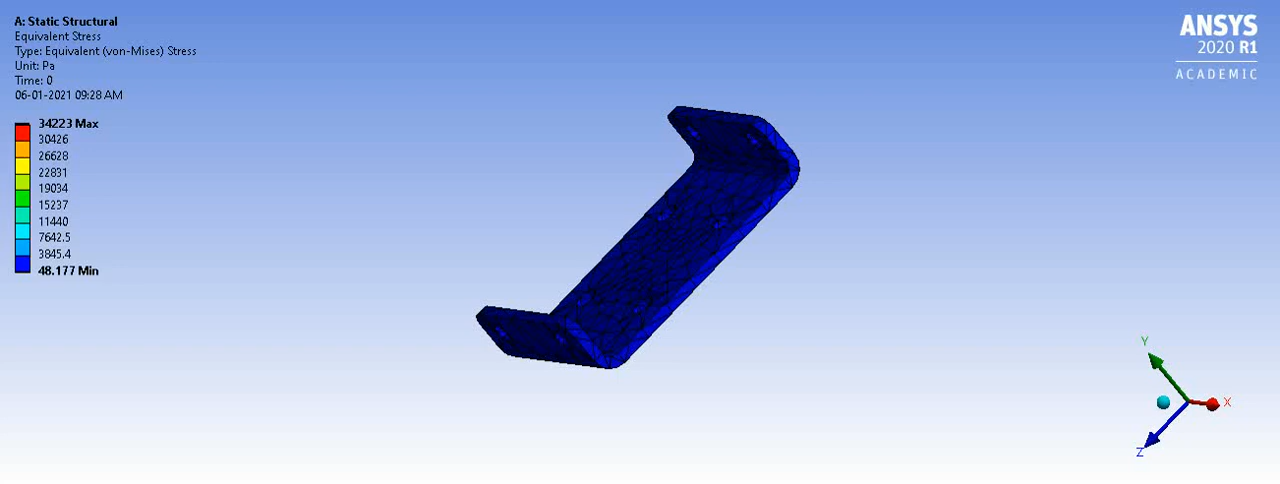 A: Static Structural
Equivalent Stress
Type: Equivalent (von-Mises) Stress
Unit: Pa
Time: 0
06-01-2021 09:28 AM
34223 Max
30426
26628
22831
19034
15237
11440
7642.5
3845.4
48.177 Min
ANSYS
2020 R1
ACADEMIC
Y
X
Z